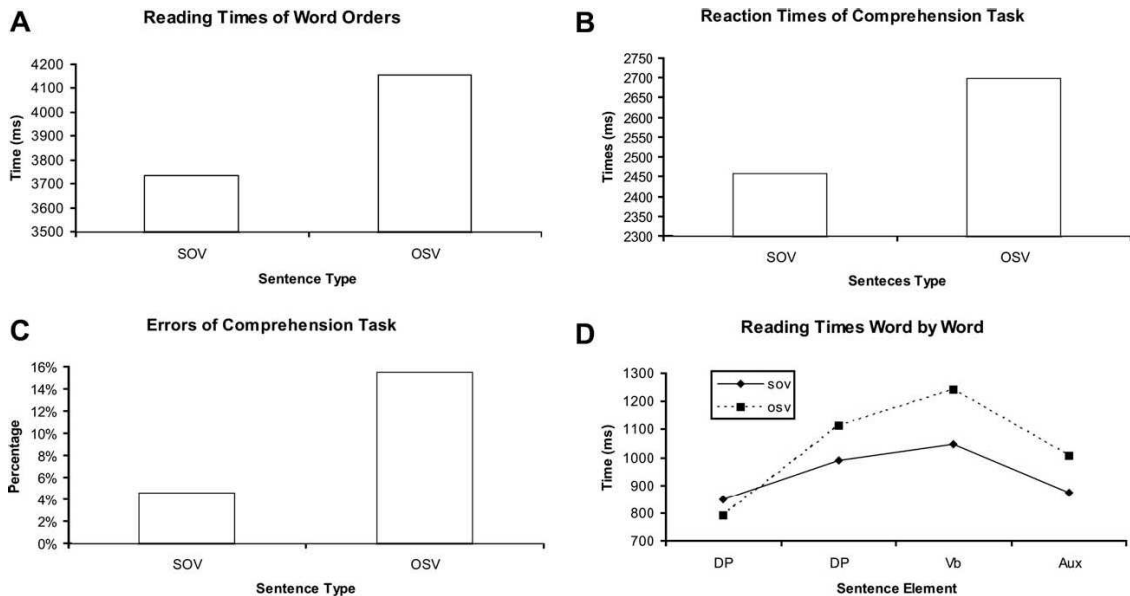 A
Reading Times of Word Orders
Time (ms)
4200
4100
4000
3900
3800
3700
3600
3500
SOV
OSV
Sentence Type
B
Reaction Times of Comprehension Task
Times (ms)
2750
2700
2650
2600
2550
2500
2450
2400
2350
2300
SOV
OSV
Senteces Type
C
Errors of Comprehension Task
Percentage
16%
14%
12%
10%
8%
6%
4%
2%
0%
SOV
OSV
Sentence Type
D
Reading Times Word by Word
Time (ms)
1300
1200
1100
1000
900
800
700
SOV
OSV
DP
DP
Vb
Aux
Sentence Element